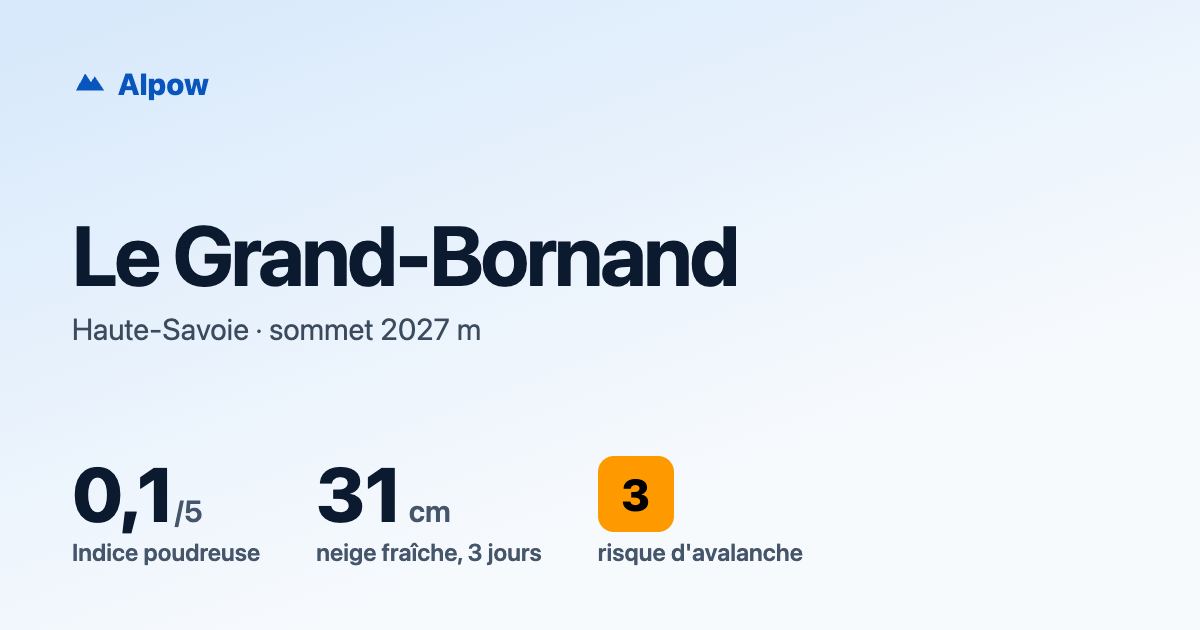 Alpow
Le Grand-Bornand
Haute-Savoie · sommet 2027 m
0,1/5
Indice poudreuse
31 cm
neige fraîche, 3 jours
3
risque d'avalanche